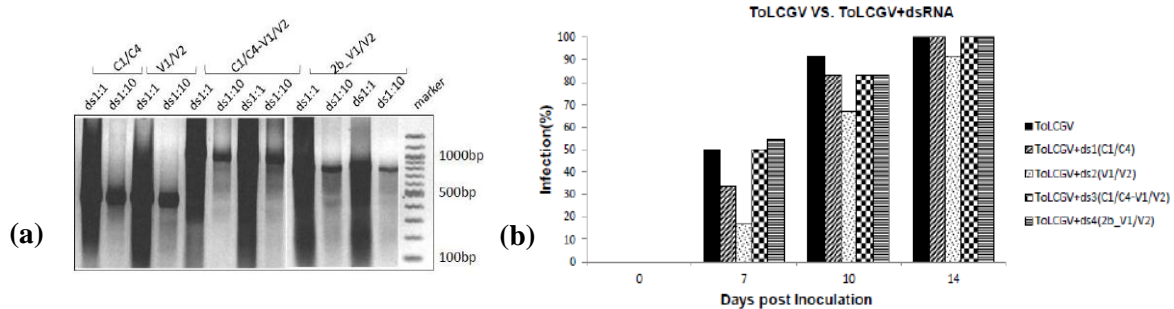 (a)
C1/C4
V1/V2
C1/C4-V1/V2
2b_V1/V2
ds1:1
ds1:10
ds1:1
ds1:10
ds1:1
ds1:10
ds1:1
ds1:10
ds1:1
ds1:10
ds1:1
ds1:10
marker
1000bp
500bp
100bp
(b)
ToLCGV VS. ToLCGV+dsRNA
Infection(%)
100
90
80
70
60
50
40
30
20
10
0
0
7
10
14
Days post Inoculation
ToLCGV
ToLCGV+ds1(C1/C4)
ToLCGV+ds2(V1/V2)
ToLCGV+ds3(C1/C4-V1/V2)
ToLCGV+ds4(2b_V1/V2)